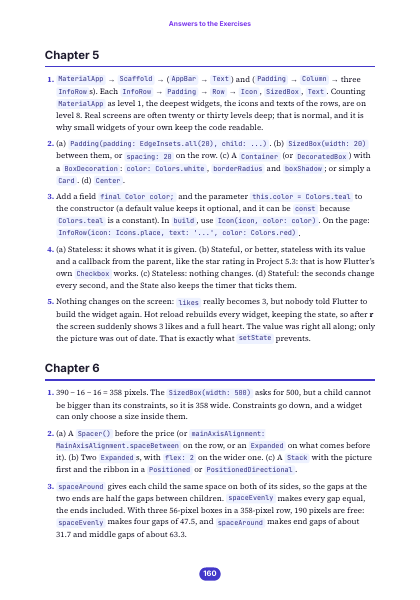 Answers to the Exercises
Chapter 5
1. MaterialApp → Scaffold → ( AppBar → Text ) and ( Padding → Column → three
InfoRow s). Each InfoRow → Padding → Row → Icon , SizedBox , Text . Counting
MaterialApp as level 1, the deepest widgets, the icons and texts of the rows, are on
level 8. Real screens are often twenty or thirty levels deep; that is normal, and it is
why small widgets of your own keep the code readable.
2. (a) Padding(padding: EdgeInsets.all(20), child: ...) . (b) SizedBox(width: 20)
between them, or spacing: 20 on the row. (c) A Container (or DecoratedBox ) with
a BoxDecoration : color: Colors.white , borderRadius and boxShadow ; or simply a
Card . (d) Center .
3. Add a field final Color color; and the parameter this.color = Colors.teal to
the constructor (a default value keeps it optional, and it can be const because
Colors.teal is a constant). In build , use Icon(icon, color: color) . On the page:
InfoRow(icon: Icons.place, text: '...', color: Colors.red) .
4. (a) Stateless: it shows what it is given. (b) Stateful, or better, stateless with its value
and a callback from the parent, like the star rating in Project 5.3: that is how Flutter's
own Checkbox works. (c) Stateless: nothing changes. (d) Stateful: the seconds change
every second, and the State also keeps the timer that ticks them.
5. Nothing changes on the screen: likes really becomes 3, but nobody told Flutter to
build the widget again. Hot reload rebuilds every widget, keeping the state, so after r
the screen suddenly shows 3 likes and a full heart. The value was right all along; only
the picture was out of date. That is exactly what setState prevents.
Chapter 6
1. 390 − 16 − 16 = 358 pixels. The SizedBox(width: 500) asks for 500, but a child cannot
be bigger than its constraints, so it is 358 wide. Constraints go down, and a widget
can only choose a size inside them.
2. (a) A Spacer() before the price (or mainAxisAlignment:
MainAxisAlignment.spaceBetween on the row, or an Expanded on what comes before
it). (b) Two Expanded s, with flex: 2 on the wider one. (c) A Stack with the picture
first and the ribbon in a Positioned or PositionedDirectional .
3. spaceAround gives each child the same space on both of its sides, so the gaps at the
two ends are half the gaps between children. spaceEvenly makes every gap equal,
the ends included. With three 56-pixel boxes in a 358-pixel row, 190 pixels are free:
spaceEvenly makes four gaps of 47.5, and spaceAround makes end gaps of about
31.7 and middle gaps of about 63.3.
160